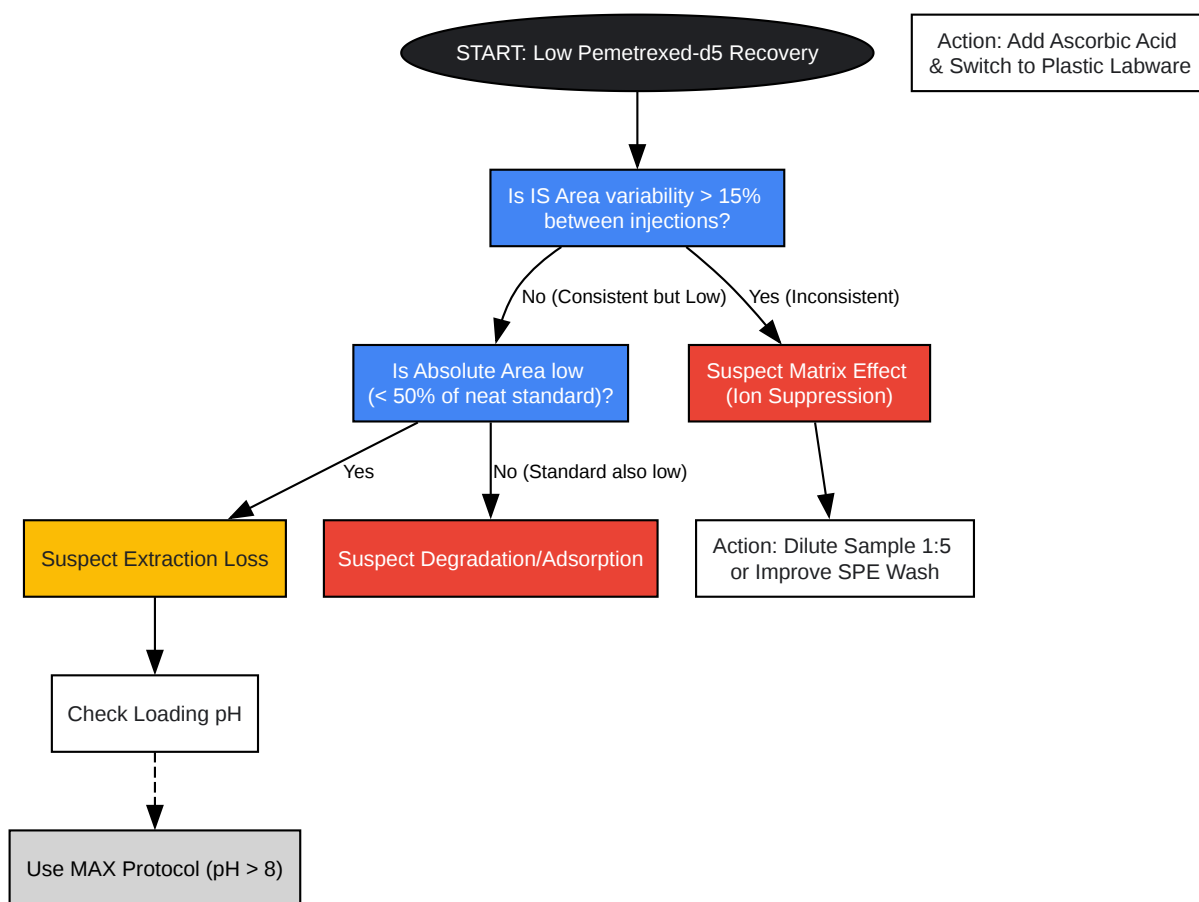 START: Low Pemetrexed-d5 Recovery
Action: Add Ascorbic Acid
& Switch to Plastic Labware
Is IS Area variability > 15%
between injections?
No (Consistent but Low)
Yes (Inconsistent)
Is Absolute Area low
(< 50% of neat standard)?
Suspect Matrix Effect
(Ion Suppression)
Yes
No (Standard also low)
Suspect Extraction Loss
Suspect Degradation/Adsorption
Action: Dilute Sample 1:5
or Improve SPE Wash
Check Loading pH
Use MAX Protocol (pH > 8)